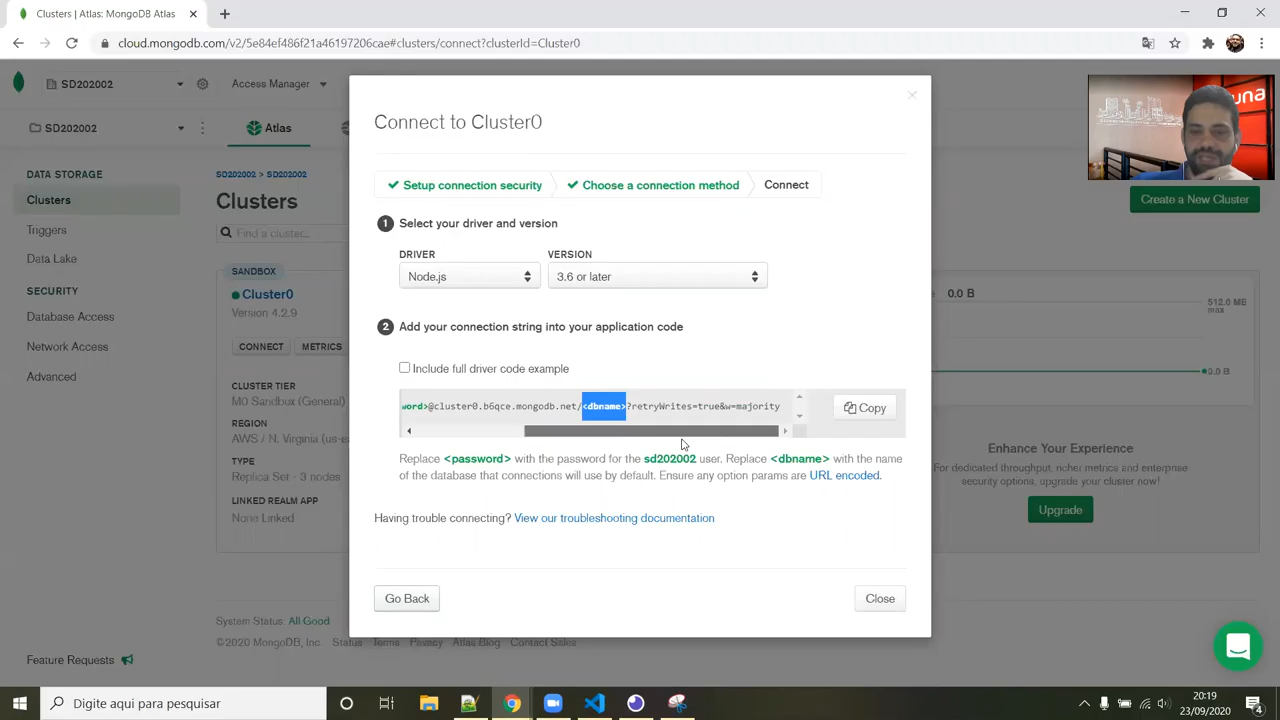 Clusters | Atlas: MongoDB Atlas
cloud.mongodb.com/v2/5e84ef486f21a46197206cae#clusters/connect?clusterId=Cluster0
SD202002
Access Manager
SD202002
Atlas
DATA STORAGE
Clusters
Triggers
Data Lake
SECURITY
Database Access
Network Access
Advanced
Feature Requests
SD202002 > SD202002
Clusters
Find a cluster...
SANDBOX
Cluster0
Version 4.2.9
CONNECT
METRICS
CLUSTER TIER
M0 Sandbox (General)
REGION
AWS / N. Virginia (us-east
TYPE
Replica Set - 3 nodes
LINKED REALM APP
None Linked
System Status: All Good
©2020 MongoDB, Inc. Status Terms Privacy Atlas Blog Contact Sales
Connect to Cluster0
Setup connection security
Choose a connection method
Connect
1 Select your driver and version
DRIVER
VERSION
Node.js
3.6 or later
2 Add your connection string into your application code
Include full driver code example
word>@cluster0.b6qce.mongodb.net/<dbname>?retryWrites=true&w=majority
Copy
Replace <password> with the password for the sd202002 user. Replace <dbname> with the name
of the database that connections will use by default. Ensure any option params are URL encoded.
Having trouble connecting? View our troubleshooting documentation
Go Back
Close
una
Create a New Cluster
0.0 B
512.0 MB
max
0.0 B
Enhance Your Experience
For dedicated throughput, richer metrics and enterprise
security options, upgrade your cluster now!
Upgrade
Digite aqui para pesquisar
20:19
23/09/2020
4